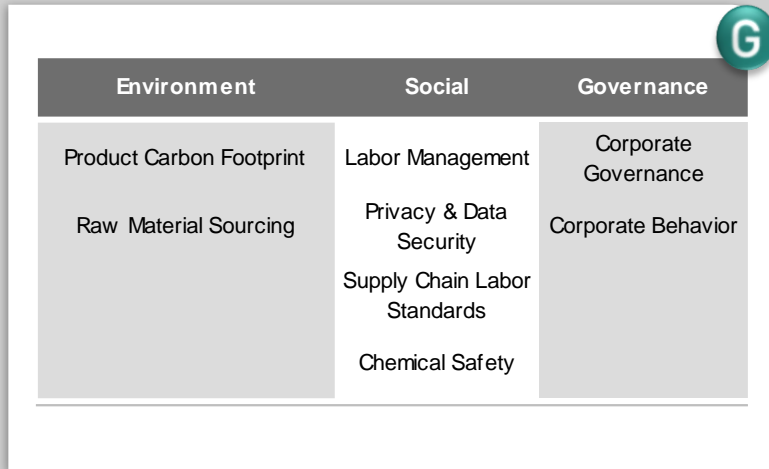 G
Environment Social Governance
Product Carbon Footprint Labor Management Corporate
Governance
Raw Material Sourcing Privacy & Data
Security Corporate Behavior
Supply Chain Labor
Standards
Chemical Safety